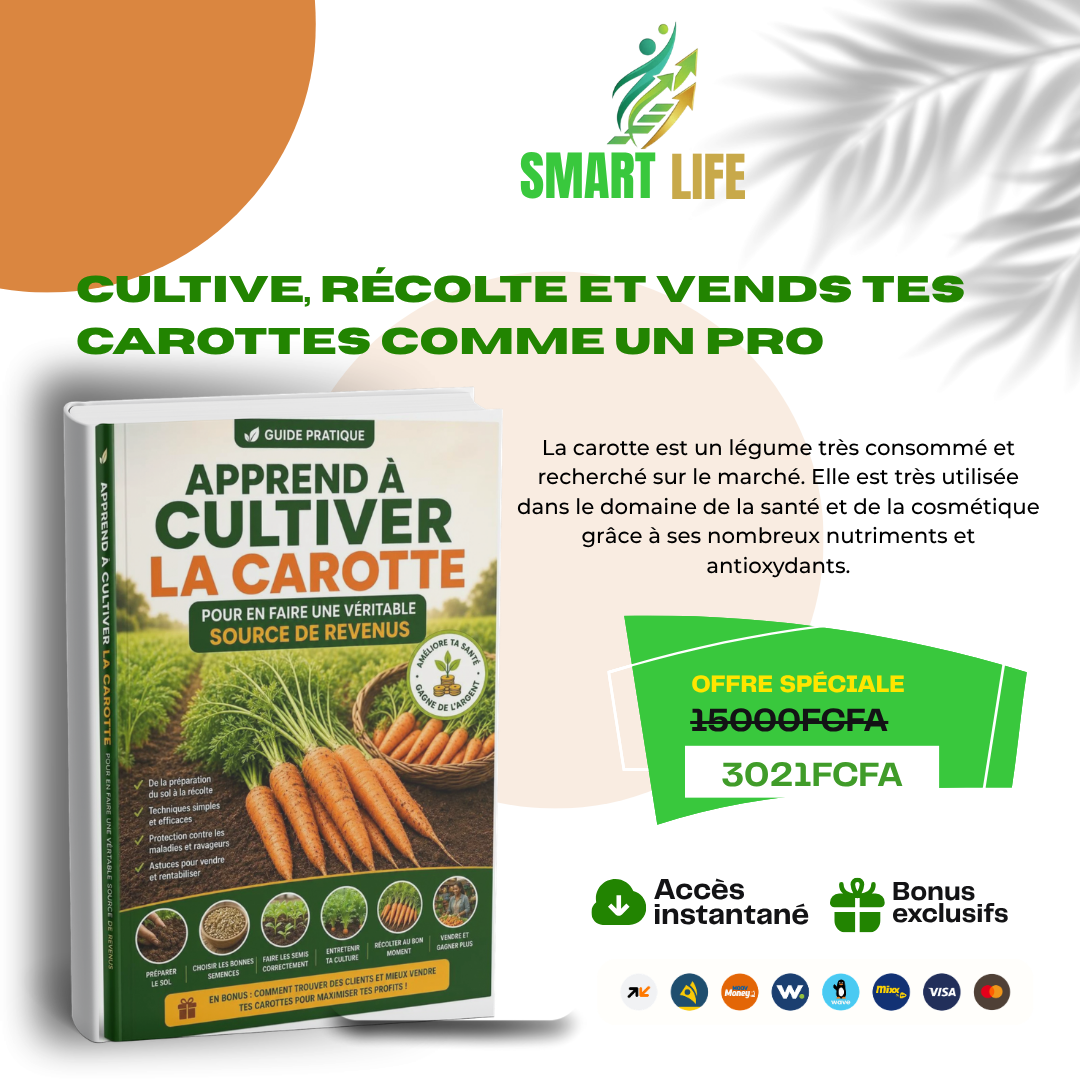 SMART LIFE
CULTIVE, RÉCOLTE ET VENDS TES
CAROTTES COMME UN PRO
GUIDE PRATIQUE
APPREND À
CULTIVER
LA CAROTTE
POUR EN FAIRE UNE VÉRITABLE
SOURCE DE REVENUS
AMÉLIORE TA SANTÉ
GAGNE DE L'ARGENT
De la préparation
du sol à la récolte
Techniques simples
et efficaces
Protection contre les
maladies et ravageurs
Astuces pour vendre
et rentabiliser
PRÉPARER
LE SOL
CHOISIR LES BONNES
SEMENCES
FAIRE LES SEMIS
CORRECTEMENT
ENTRETENIR
TA CULTURE
RÉCOLTER AU BON
MOMENT
VENDRE ET
GAGNER PLUS
EN BONUS : COMMENT TROUVER DES CLIENTS ET MIEUX VENDRE
TES CAROTTES POUR MAXIMISER TES PROFITS !
APPREND À CULTIVER LA CAROTTE POUR EN FAIRE UNE VÉRITABLE SOURCE DE REVENUS
La carotte est un légume très consommé et
recherché sur le marché. Elle est très utilisée
dans le domaine de la santé et de la cosmétique
grâce à ses nombreux nutriments et
antioxydants.
OFFRE SPÉCIALE
15000FCFA
3021FCFA
Accès
instantané
Bonus
exclusifs
MOOV
Money
W.
wave
Mixx
VISA